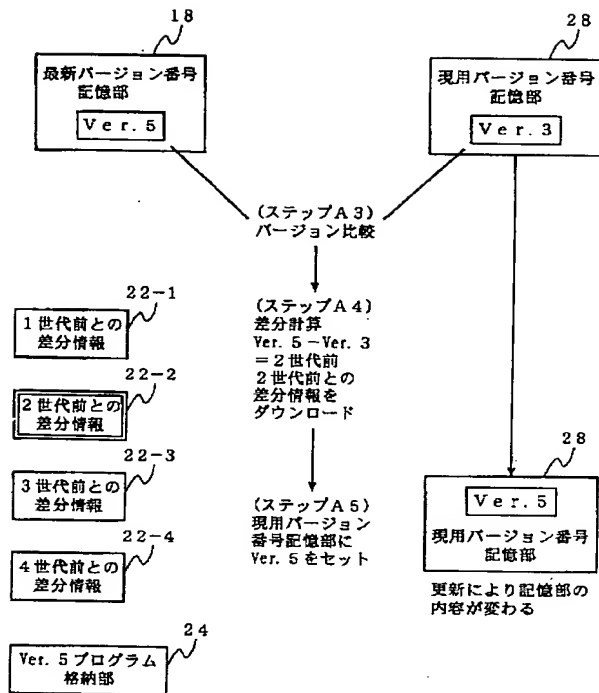 18
最新バージョン番号
記憶部
Ver.5
28
現用バージョン番号
記憶部
Ver.3
(ステップA3)
バージョン比較
22-1
1世代前との
差分情報
22-2
2世代前との
差分情報
22-3
3世代前との
差分情報
22-4
4世代前との
差分情報
24
Ver.5プログラム
格納部
(ステップA4)
差分計算
Ver.5-Ver.3
=2世代前
2世代前との
差分情報を
ダウンロード
(ステップA5)
現用バージョン
番号記憶部に
Ver.5をセット
28
Ver.5
現用バージョン番号
記憶部
更新により記憶部の
内容が変わる